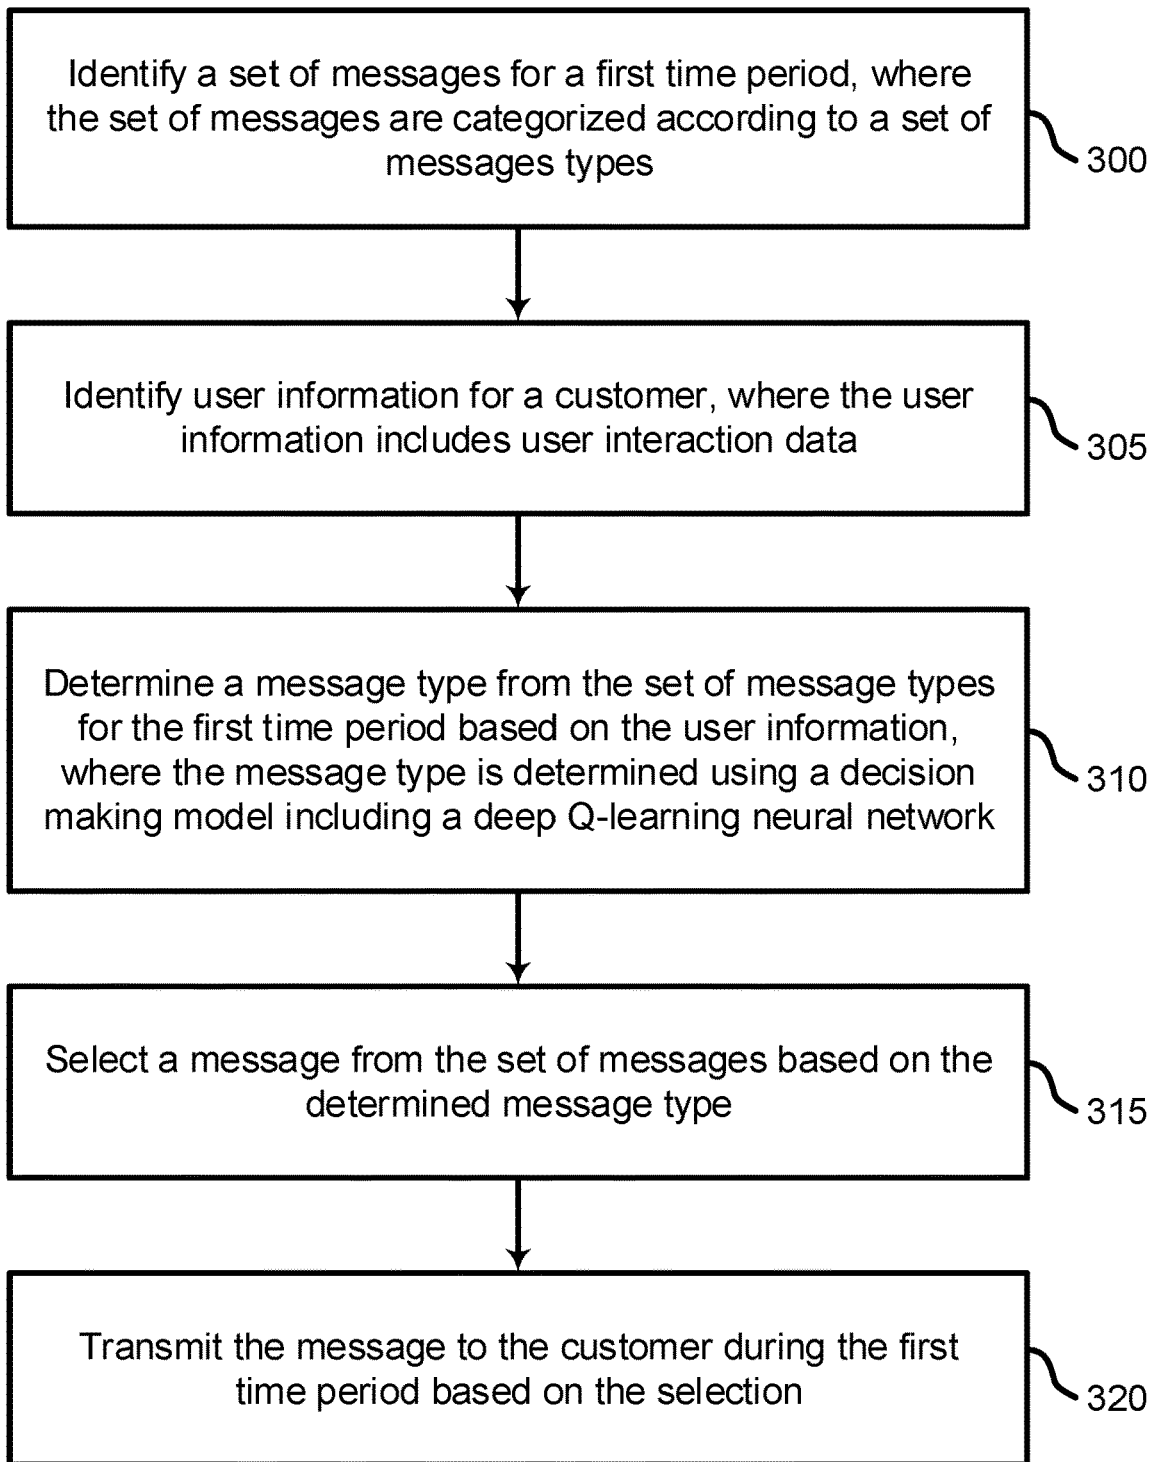 Identify a set of messages for a first time period, where
the set of messages are categorized according to a set of
messages types
300
Identify user information for a customer, where the user
information includes user interaction data
305
Determine a message type from the set of message types
for the first time period based on the user information,
where the message type is determined using a decision
making model including a deep Q-learning neural network
310
Select a message from the set of messages based on the
determined message type
315
Transmit the message to the customer during the first
time period based on the selection
320